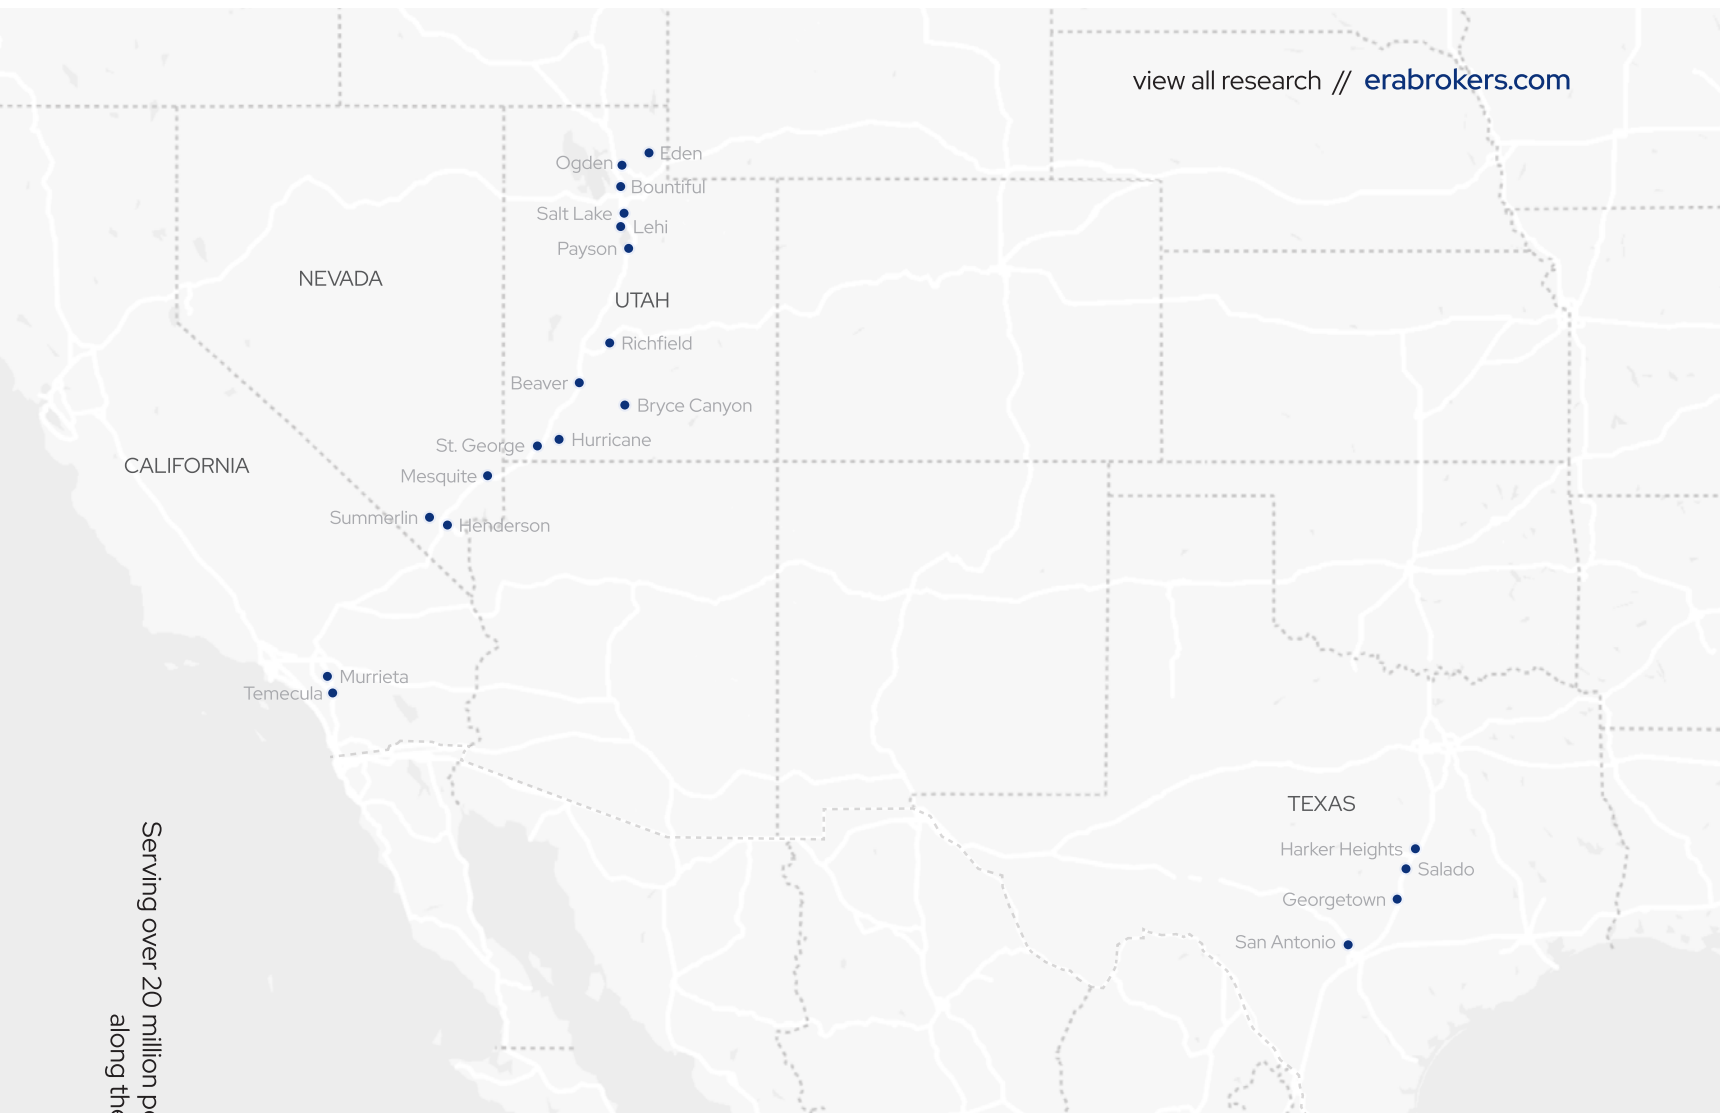 view all research // erabrokers.com
Eden
Ogden
Bountiful
Salt Lake
Lehi
Payson
NEVADA
UTAH
Richfield
Beaver
Bryce Canyon
Hurricane
St. George
CALIFORNIA
Mesquite
Summerlin
Henderson
Murrieta
Temecula
TEXAS
Harker Heights
Salado
Georgetown
San Antonio
Serving over 20 million
along the